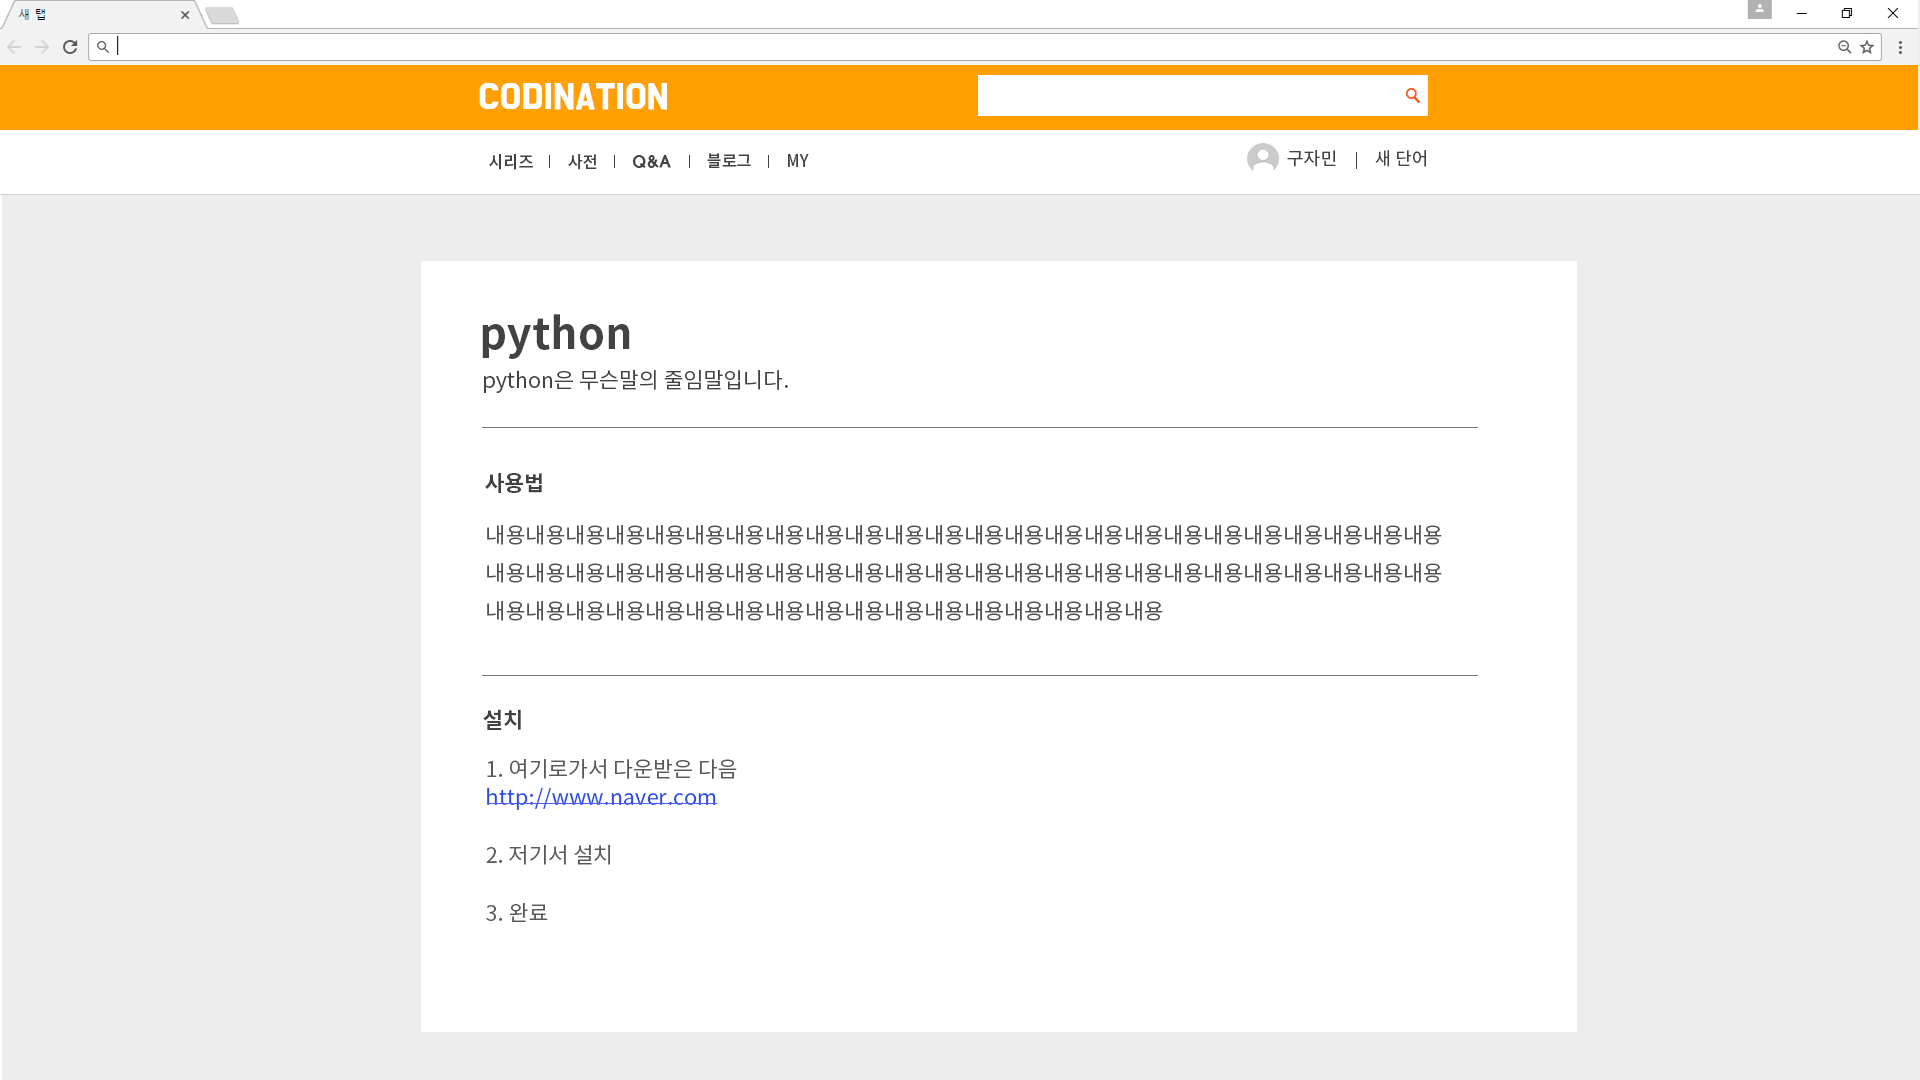 새 탭
CODINATION
시리즈 | 사전 | Q&A | 블로그 | MY
구자민 | 새 단어
python
python은 무슨말의 줄임말입니다.
사용법
내용내용내용내용내용내용내용내용내용내용내용내용내용내용내용내용내용내용내용내용내용내용내용내용
내용내용내용내용내용내용내용내용내용내용내용내용내용내용내용내용내용내용내용내용내용내용내용내용
내용내용내용내용내용내용내용내용내용내용내용내용내용내용내용내용내용
설치
1. 여기로가서 다운받은 다음
http://www.naver.com
2. 저기서 설치
3. 완료